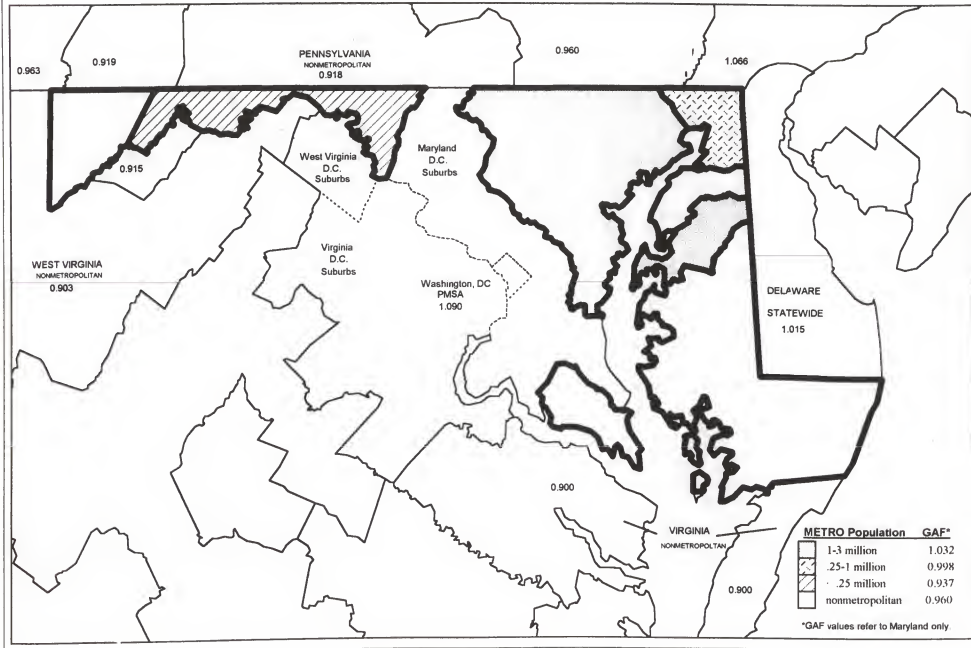 0.963
0.919
PENNSYLVANIA
NONMETROPOLITAN
0.918
0.960
1.066
0.915
West Virginia
D.C.
Suburbs
Maryland
D.C.
Suburbs
WEST VIRGINIA
NONMETROPOLITAN
0.903
Virginia
D.C.
Suburbs
Washington, DC
PMSA
1.090
DELAWARE
STATEWIDE
1.015
0.900
VIRGINIA
NONMETROPOLTAN
0.900
METRO Population GAF*
1-3 million 1.032
.25-1 million 0.998
.25 million 0.937
nonmetropolitan 0.960
*GAF values refer to Maryland only